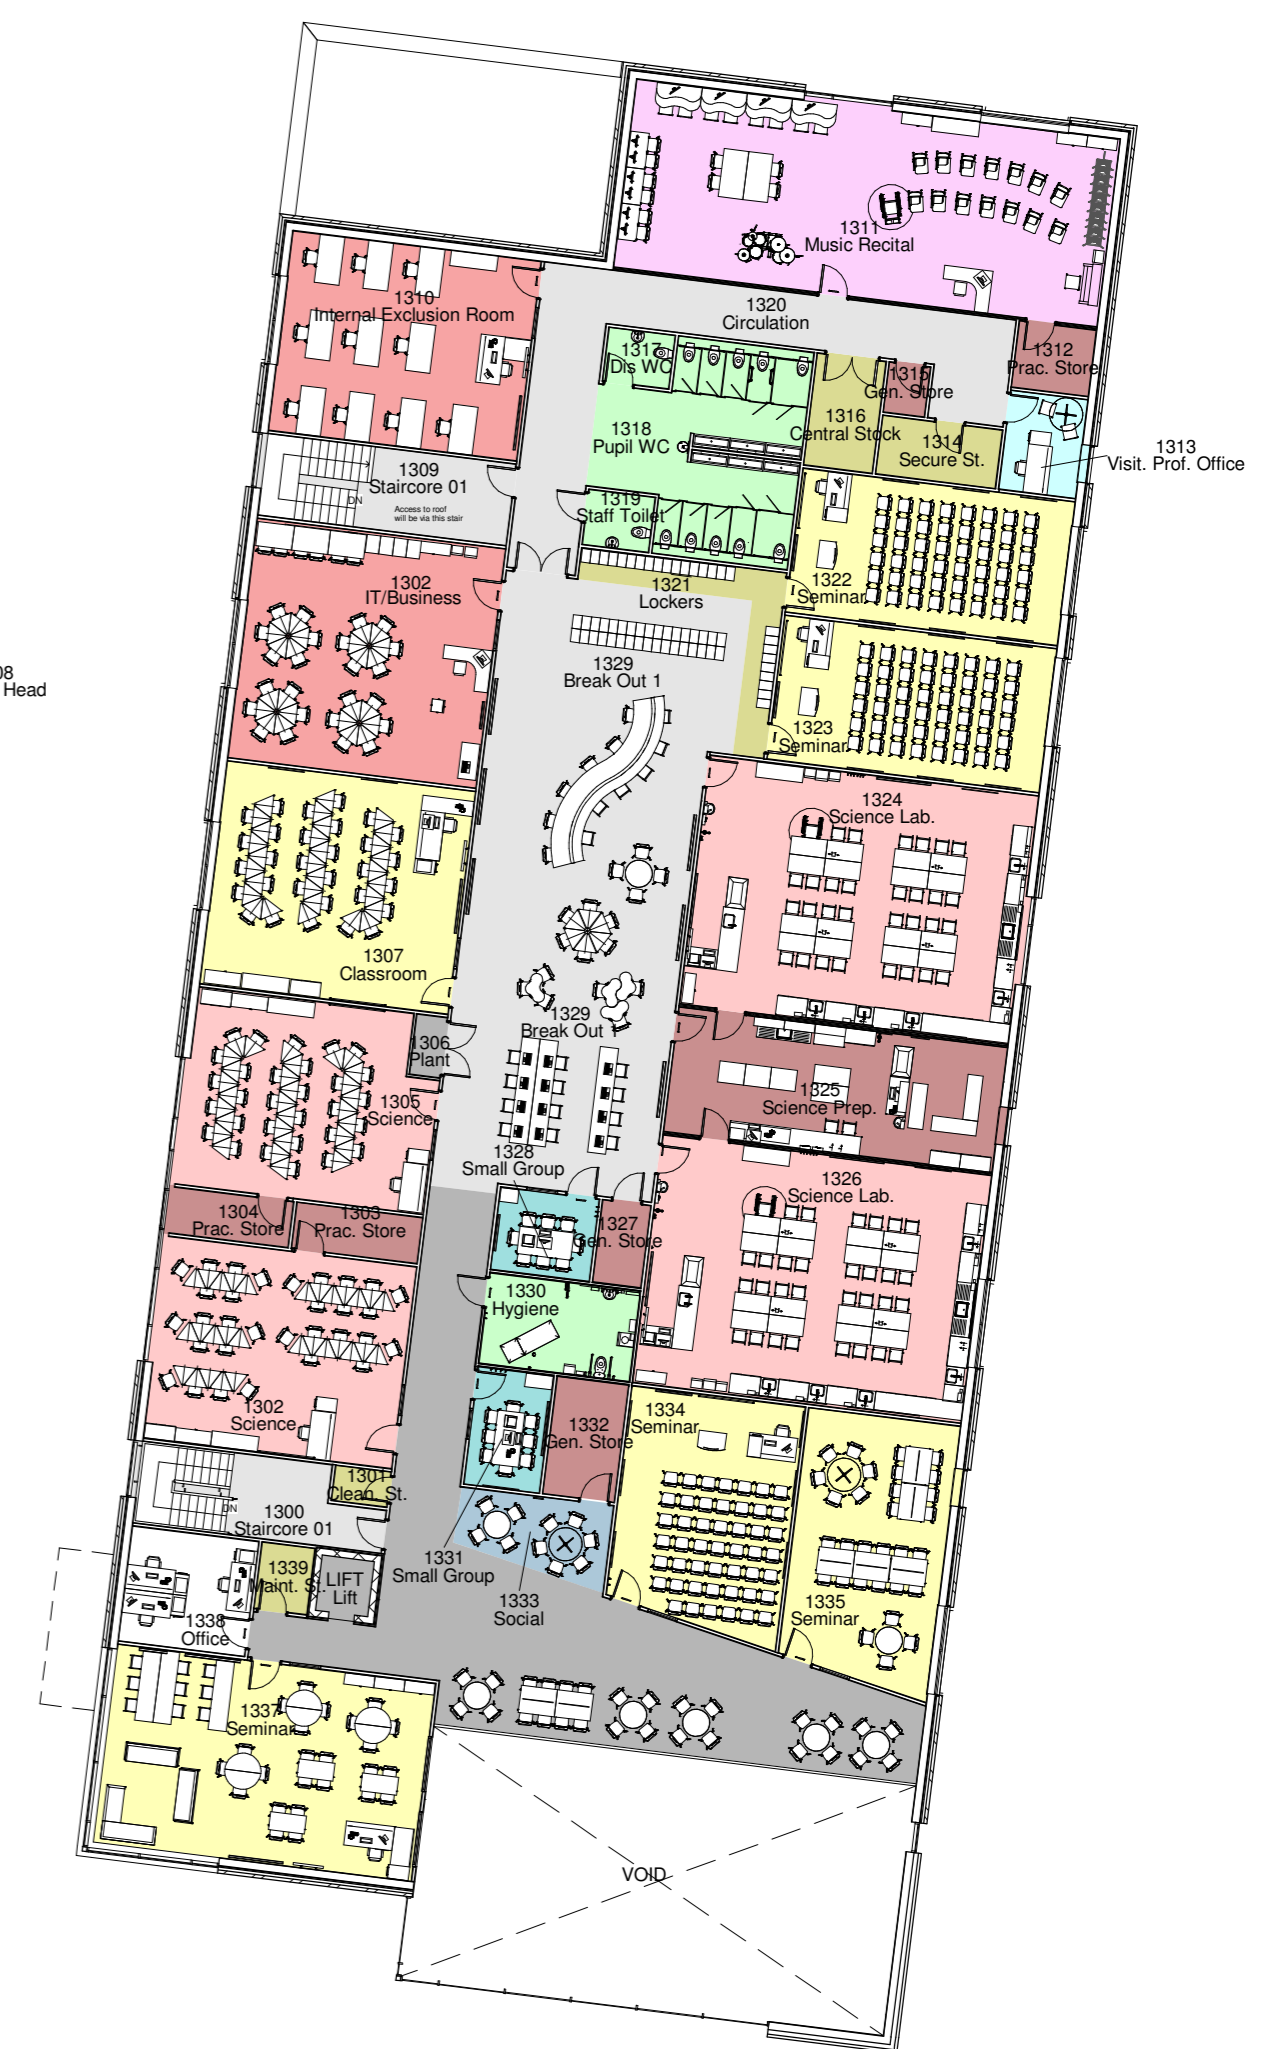 1311
Music Recital
1310
Internal Exclusion Room
1320
Circulation
1312
Prac. Store
1317
Dis WC
1315
Gen. Store
1316
Central Stock
1318
Pupil WC
1314
Secure St.
1313
Visit. Prof. Office
1309
Staircore 01
DN
Access to roof
will be via this stair
1319
Staff Toilet
1302
IT/Business
1321
Lockers
1322
Seminar
08
Head
1329
Break Out 1
1323
Seminar
1324
Science Lab.
1307
Classroom
1329
Break Out 1
1306
Plant
1305
Science
1325
Science Prep.
1328
Small Group
1326
Science Lab.
1304
Prac. Store
1303
Prac. Store
1327
Gen. Store
1330
Hygiene
1302
Science
1332
Gen. Store
1334
Seminar
1301
Clean. St.
1300
Staircore 01
DN
1331
Small Group
1339
Maint. St.
LIFT
Lift
1333
Social
1335
Seminar
1338
Office
1337
Seminar
VOID